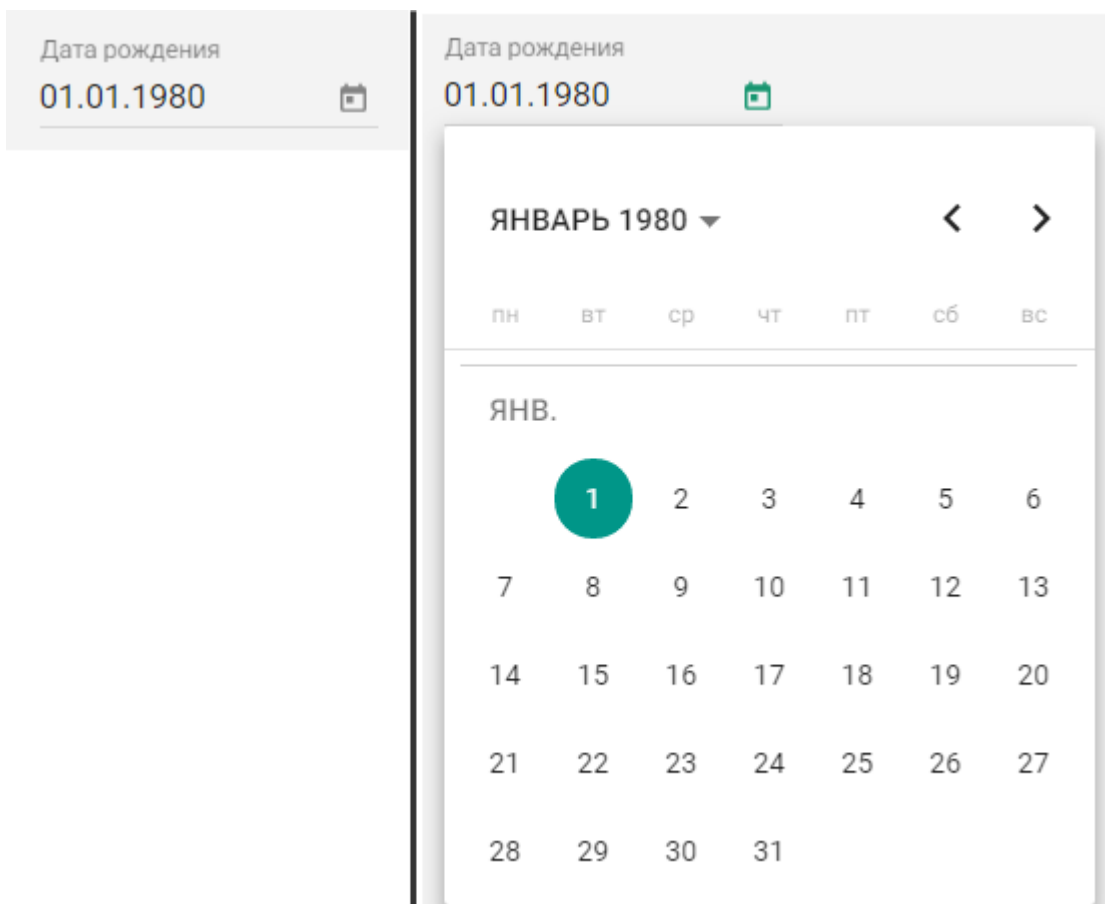 Дата рождения
01.01.1980
Дата рождения
01.01.1980
ЯНВАРЬ 1980
пн вт ср чт пт сб вс
ЯНВ.
1 2 3 4 5 6
7 8 9 10 11 12 13
14 15 16 17 18 19 20
21 22 23 24 25 26 27
28 29 30 31